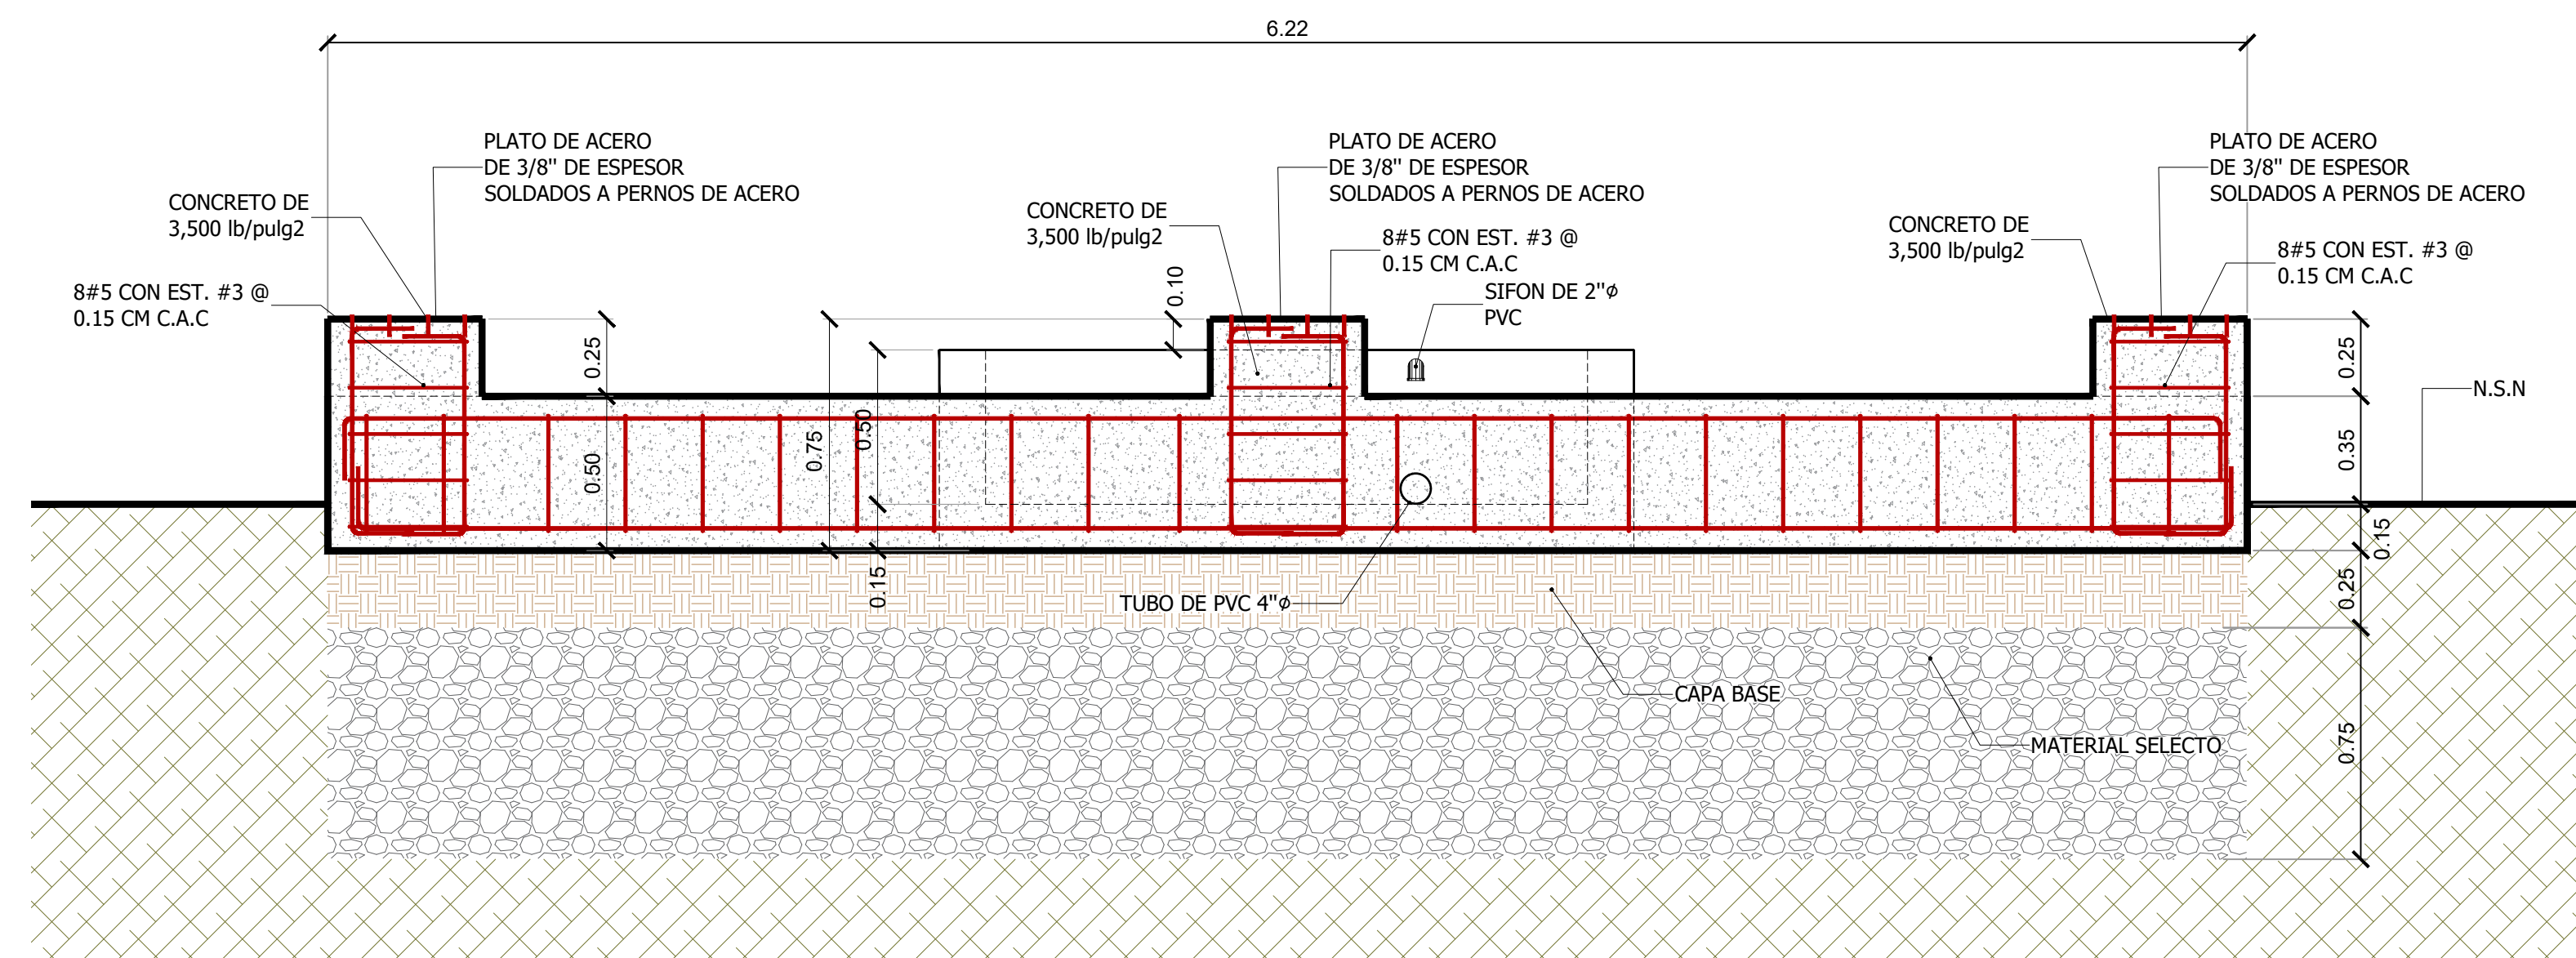 6.22
PLATO DE ACERO
DE 3/8" DE ESPESOR
SOLDADOS A PERNOS DE ACERO
PLATO DE ACERO
DE 3/8" DE ESPESOR
SOLDADOS A PERNOS DE ACERO
PLATO DE ACERO
DE 3/8" DE ESPESOR
SOLDADOS A PERNOS DE ACERO
CONCRETO DE
3,500 lb/pulg2
CONCRETO DE
3,500 lb/pulg2
CONCRETO DE
3,500 lb/pulg2
8#5 CON EST. #3 @
0.15 CM C.A.C
8#5 CON EST. #3 @
0.15 CM C.A.C
8#5 CON EST. #3 @
0.15 CM C.A.C
SIFON DE 2"ϕ
PVC
0.10
0.25
0.50
0.75
0.50
0.15
0.25
0.35
0.15
0.25
0.75
N.S.N
TUBO DE PVC 4"ϕ
CAPA BASE
MATERIAL SELECTO